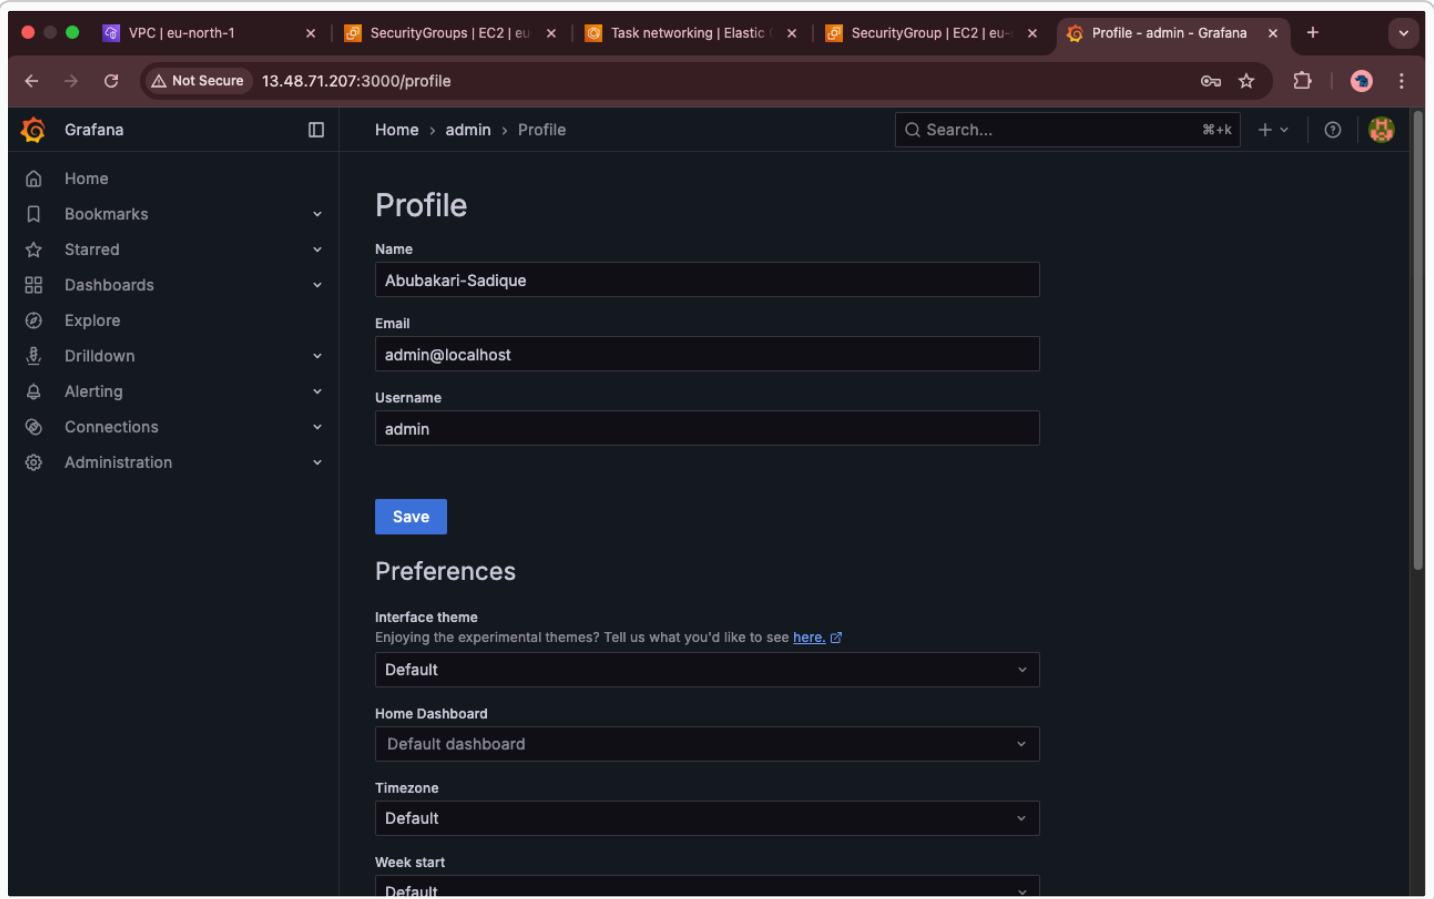 VPC | eu-north-1
SecurityGroups | EC2 | eu
Task networking | Elastic
SecurityGroup | EC2 | eu-
Profile - admin - Grafana
Not Secure
13.48.71.207:3000/profile
Grafana
Home › admin › Profile
Search...
⌘+k
Home
Bookmarks
Starred
Dashboards
Explore
Drilldown
Alerting
Connections
Administration
Profile
Name
Abubakari-Sadique
Email
admin@localhost
Username
admin
Save
Preferences
Interface theme
Enjoying the experimental themes? Tell us what you'd like to see here.
Default
Home Dashboard
Default dashboard
Timezone
Default
Week start
Default